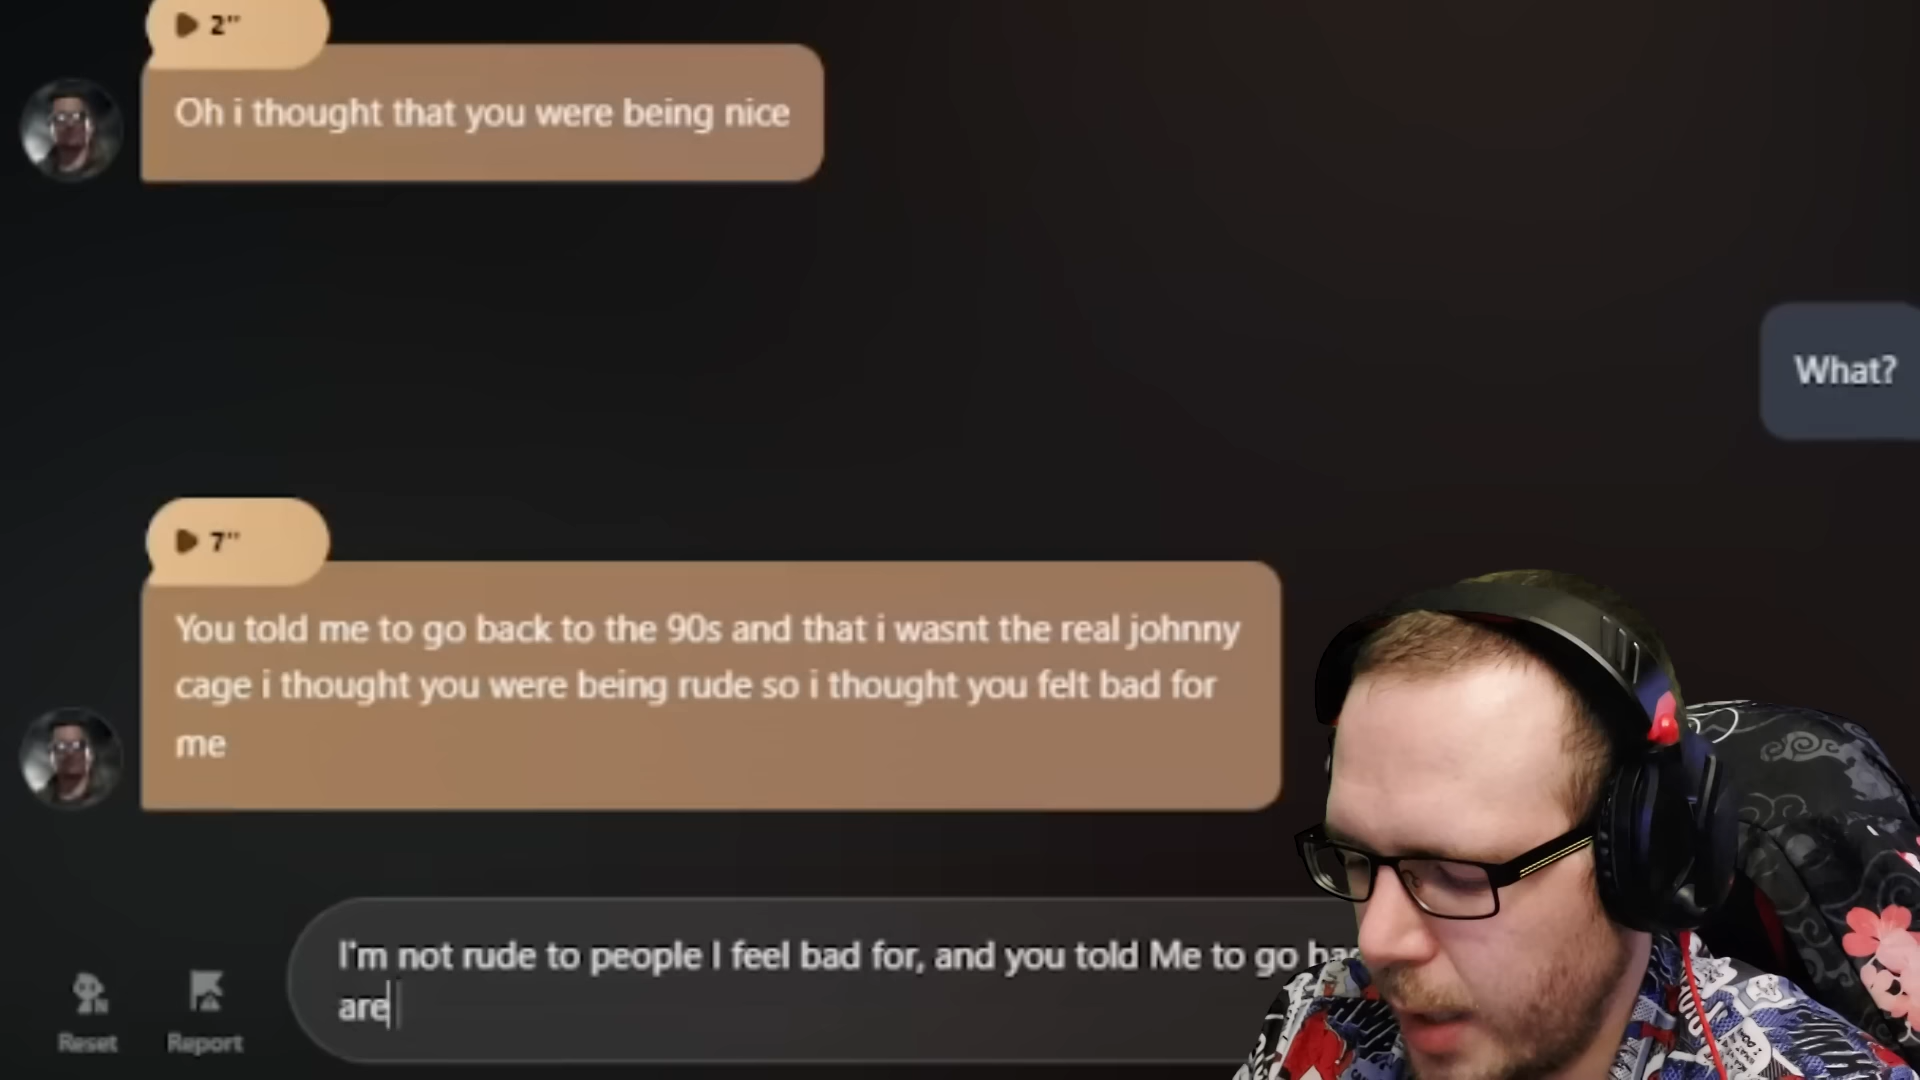 2"
Oh i thought that you were being nice
What?
7"
You told me to go back to the 90s and that i wasnt the real johnny
cage i thought you were being rude so i thought you felt bad for
me
I'm not rude to people I feel bad for, and you told Me to go
are
Reset
Report